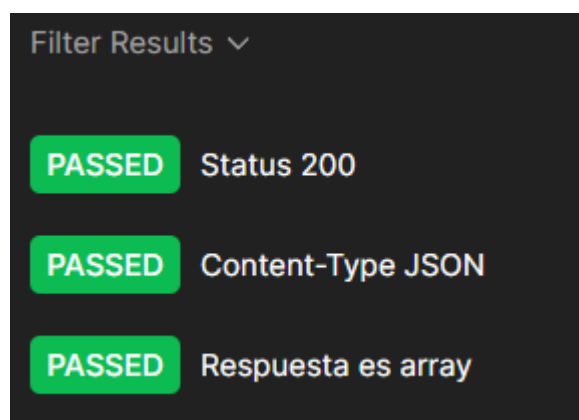 Filter Results
PASSED Status 200
PASSED Content-Type JSON
PASSED Respuesta es array